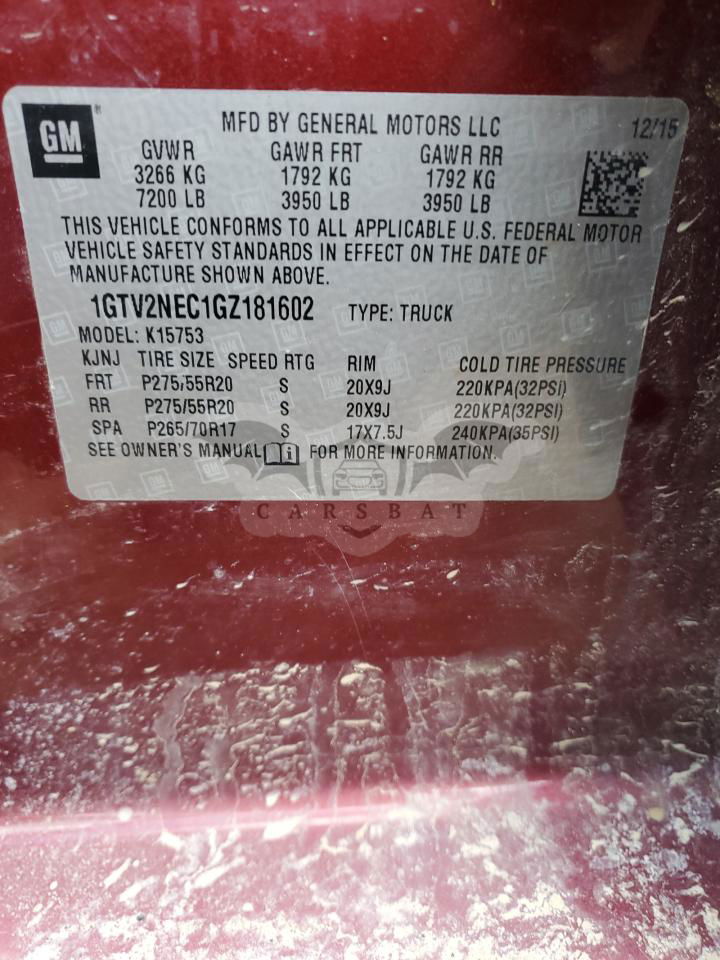 GM
MFD BY GENERAL MOTORS LLC 12/15
GVWR GAWR FRT GAWR RR
3266 KG 1792 KG 1792 KG
7200 LB 3950 LB 3950 LB
THIS VEHICLE CONFORMS TO ALL APPLICABLE U.S. FEDERAL MOTOR
VEHICLE SAFETY STANDARDS IN EFFECT ON THE DATE OF
MANUFACTURE SHOWN ABOVE.
1GTV2NEC1GZ181602 TYPE: TRUCK
MODEL: K15753
KJNJ TIRE SIZE SPEED RTG RIM COLD TIRE PRESSURE
FRT P275/55R20 S 20X9J 220KPA(32PSI)
RR P275/55R20 S 20X9J 220KPA(32PSI)
SPA P265/70R17 S 17X7.5J 240KPA(35PSI)
SEE OWNER'S MANUAL FOR MORE INFORMATION.
CARSBAT